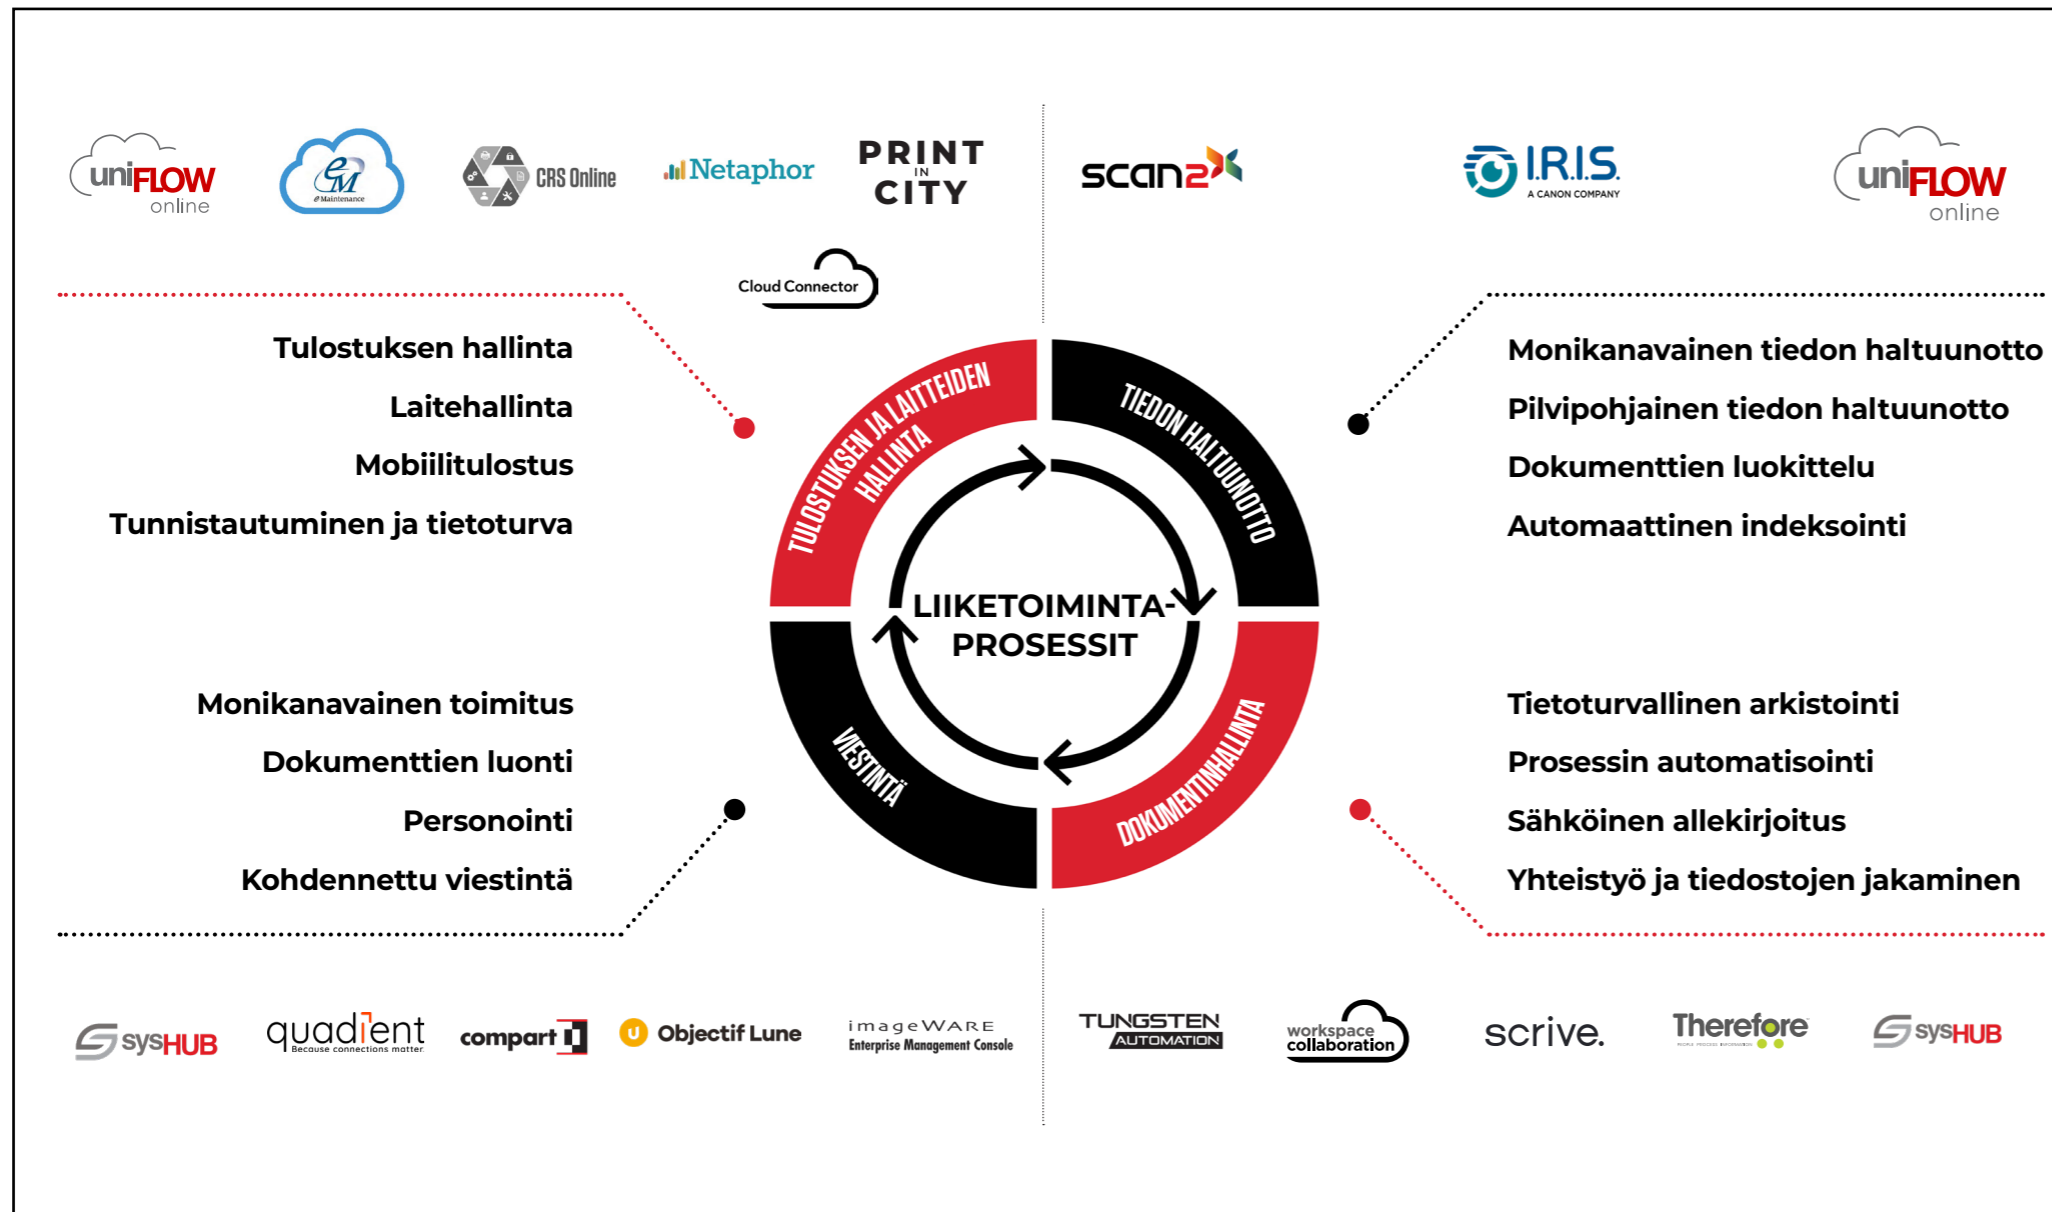 uniFLOW
online
eM
e Maintenance
CRS Online
Netaphor
PRINT
IN
CITY
Cloud Connector
scan2x
I.R.I.S.
A CANON COMPANY
uniFLOW
online
Tulostuksen hallinta
Laitehallinta
Mobiilitulostus
Tunnistautuminen ja tietoturva
Monikanavainen tiedon haltuunotto
Pilvipohjainen tiedon haltuunotto
Dokumenttien luokittelu
Automaattinen indeksointi
TULOSTUKSEN JA LAITTEIDEN
HALLINTA
TIEDON HALTUUNOTTO
LIIKETOIMINTA-
PROSESSIT
VIESTINTÄ
DOKUMENTINHALLINTA
Monikanavainen toimitus
Dokumenttien luonti
Personointi
Kohdennettu viestintä
Tietoturvallinen arkistointi
Prosessin automatisointi
Sähköinen allekirjoitus
Yhteistyö ja tiedostojen jakaminen
sysHUB
quadient
Because connections matter.
compart
Objectif Lune
imageWARE
Enterprise Management Console
TUNGSTEN
AUTOMATION
workspace
collaboration
scrive.
Therefore
PEOPLE PROCESS INFORMATION
sysHUB